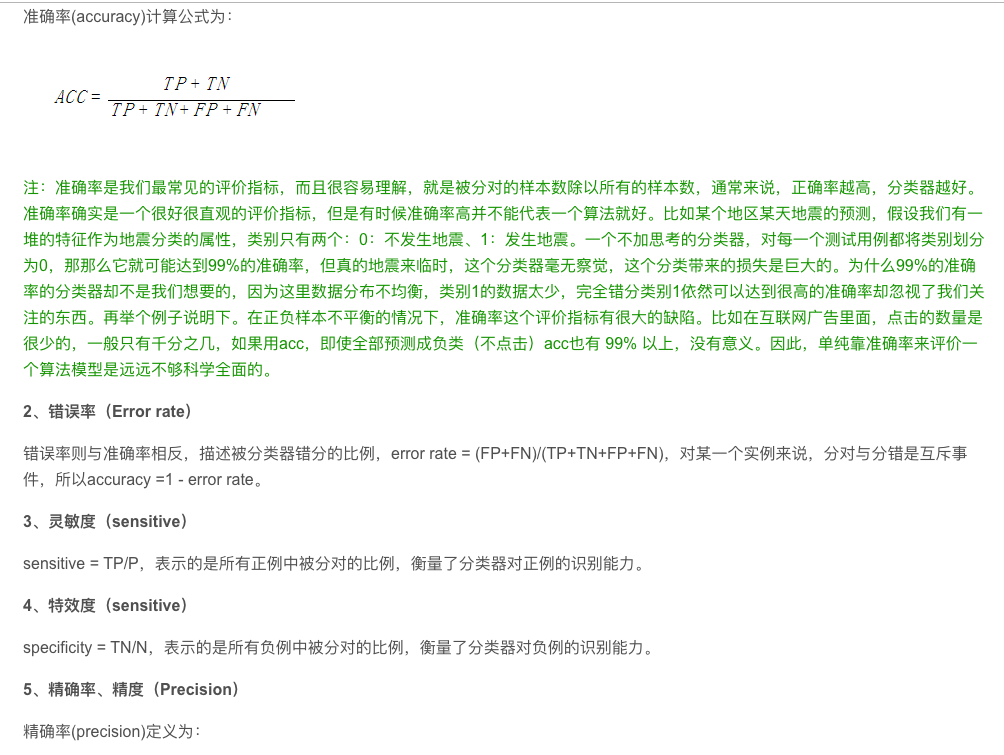 准确率(accuracy)计算公式为：
ACC = TP + TN
TP + TN + FP + FN
注：准确率是我们最常见的评价指标，而且很容易理解，就是被分对的样本数除以所有的样本数，通常来说，正确率越高，分类器越好。
准确率确实是一个很好很直观的评价指标，但是有时候准确率高并不能代表一个算法就好。比如某个地区某天地震的预测，假设我们有一
堆的特征作为地震分类的属性，类别只有两个：0：不发生地震、1：发生地震。一个不加思考的分类器，对每一个测试用例都将类别划分
为0，那那么它就可能达到99%的准确率，但真的地震来临时，这个分类器毫无察觉，这个分类带来的损失是巨大的。为什么99%的准确
率的分类器却不是我们想要的，因为这里数据分布不均衡，类别1的数据太少，完全错分类别1依然可以达到很高的准确率却忽视了我们关
注的东西。再举个例子说明下。在正负样本不平衡的情况下，准确率这个评价指标有很大的缺陷。比如在互联网广告里面，点击的数量是
很少的，一般只有千分之几，如果用acc，即使全部预测成负类（不点击）acc也有 99% 以上，没有意义。因此，单纯靠准确率来评价一
个算法模型是远远不够科学全面的。
2、错误率（Error rate）
错误率则与准确率相反，描述被分类器错分的比例，error rate = (FP+FN)/(TP+TN+FP+FN)，对某一个实例来说，分对与分错是互斥事
件，所以accuracy =1 - error rate。
3、灵敏度（sensitive）
sensitive = TP/P，表示的是所有正例中被分对的比例，衡量了分类器对正例的识别能力。
4、特效度（sensitive）
specificity = TN/N，表示的是所有负例中被分对的比例，衡量了分类器对负例的识别能力。
5、精确率、精度（Precision）
精确率(precision)定义为：